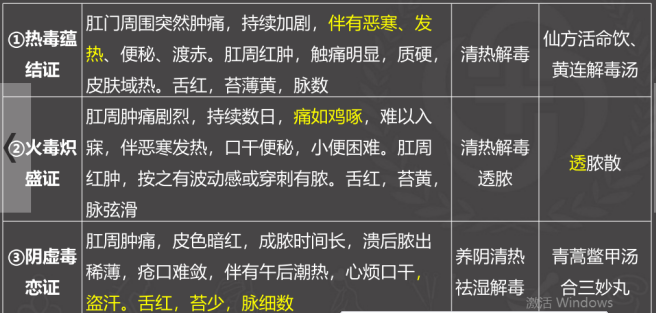 ①热毒蕴结证
肛门周围突然肿痛，持续加剧，伴有恶寒、发
热、便秘、溲赤。肛周红肿，触痛明显，质硬，
皮肤域热。舌红，苔薄黄，脉数
清热解毒
仙方活命饮、
黄连解毒汤
②火毒炽盛证
肛周肿痛剧烈，持续数日，痛如鸡啄，难以入
寐，伴恶寒发热，口干便秘，小便困难。肛周
红肿，按之有波动感或穿刺有脓。舌红，苔黄，
脉弦滑
清热解毒
透脓
透脓散
③阴虚毒恋证
肛周肿痛，皮色暗红，成脓时间长，溃后脓出
稀薄，疮口难敛，伴有午后潮热，心烦口干，
盗汗。舌红，苔少，脉细数
养阴清热
祛湿解毒
青蒿鳖甲汤
合三妙丸
激活 Windows